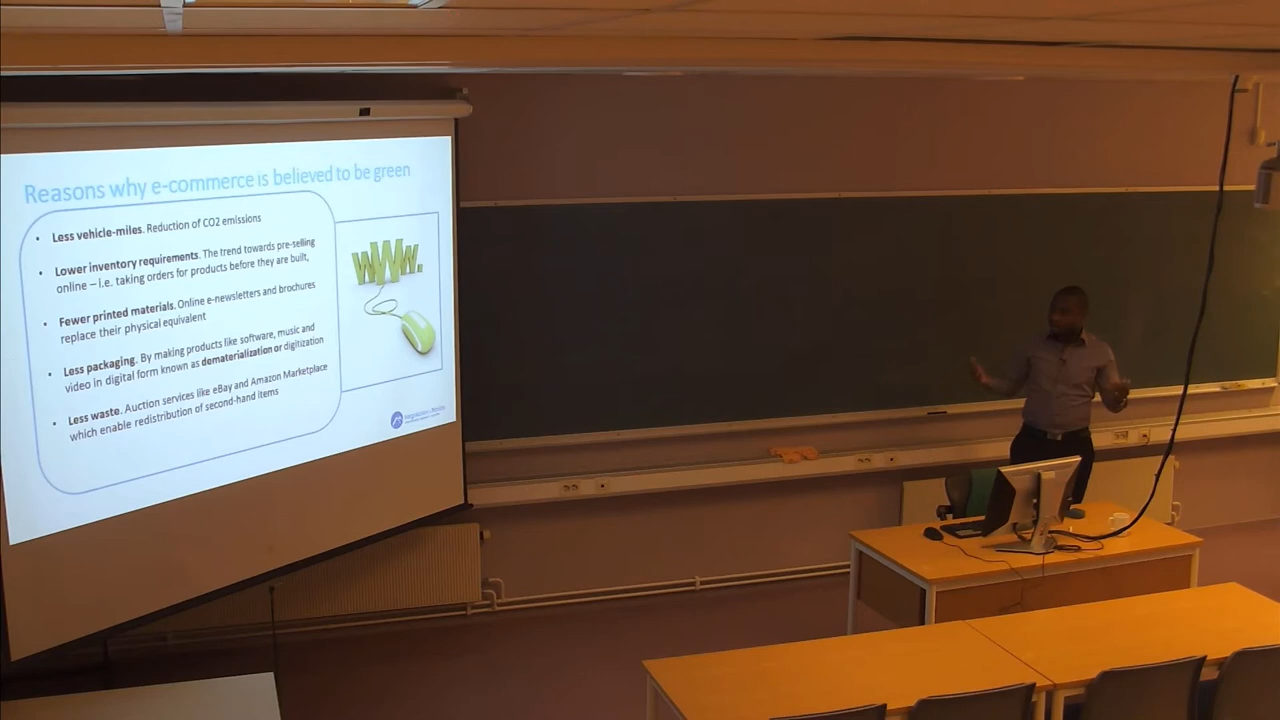 Reasons why e-commerce is believed to be green
• Less vehicle-miles. Reduction of CO2 emissions
• Lower inventory requirements. The trend towards pre-selling
online – i.e. taking orders for products before they are built,
• Fewer printed materials. Online e-newsletters and brochures
replace their physical equivalent
• Less packaging. By making products like software, music and
video in digital form known as dematerialization or digitization
• Less waste. Auction services like eBay and Amazon Marketplace
which enable redistribution of second-hand items
www.